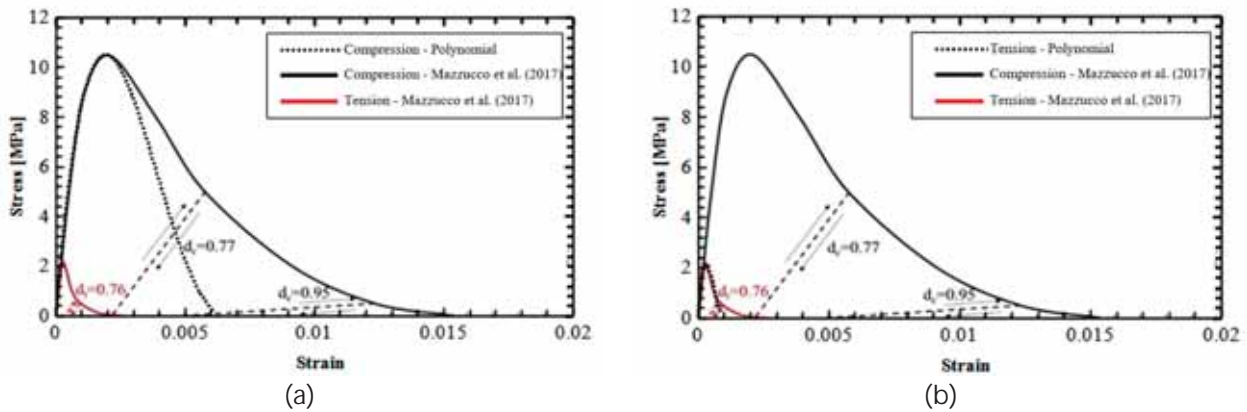 12
10
8
6
4
2
0
Stress [MPa]
Compression - Polynomial
Compression - Mazzucco et al. (2017)
Tension - Mazzucco et al. (2017)
dc=0.77
dt=0.76
dc=0.95
0 0.005 0.01 0.015 0.02
Strain
(a)
12
10
8
6
4
2
0
Stress [MPa]
Tension - Polynomial
Compression - Mazzucco et al. (2017)
Tension - Mazzucco et al. (2017)
dc=0.77
dt=0.76
dc=0.95
0 0.005 0.01 0.015 0.02
Strain
(b)